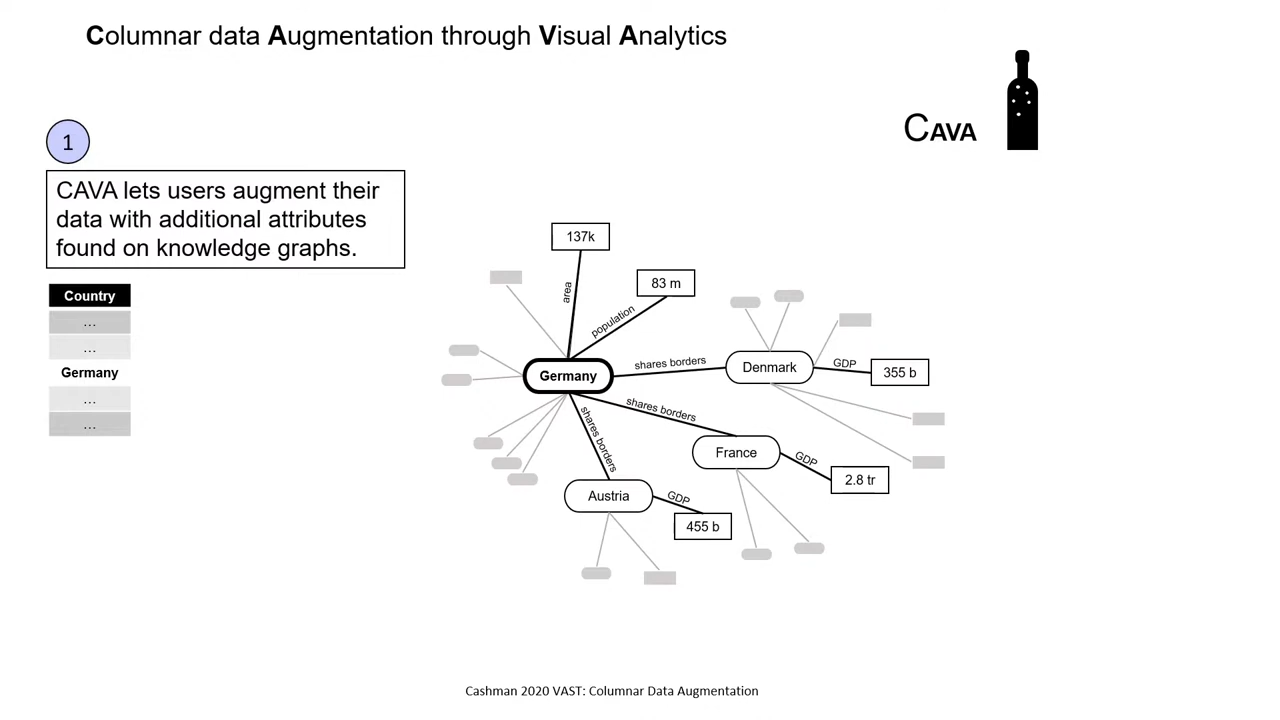 Columnar data Augmentation through Visual Analytics
CAVA
1
CAVA lets users augment their
data with additional attributes
found on knowledge graphs.
Country
...
...
Germany
...
...
137k
area
83 m
population
Germany
shares borders
Denmark
GDP
355 b
shares borders
France
GDP
2.8 tr
shares borders
Austria
GDP
455 b
Cashman 2020 VAST: Columnar Data Augmentation